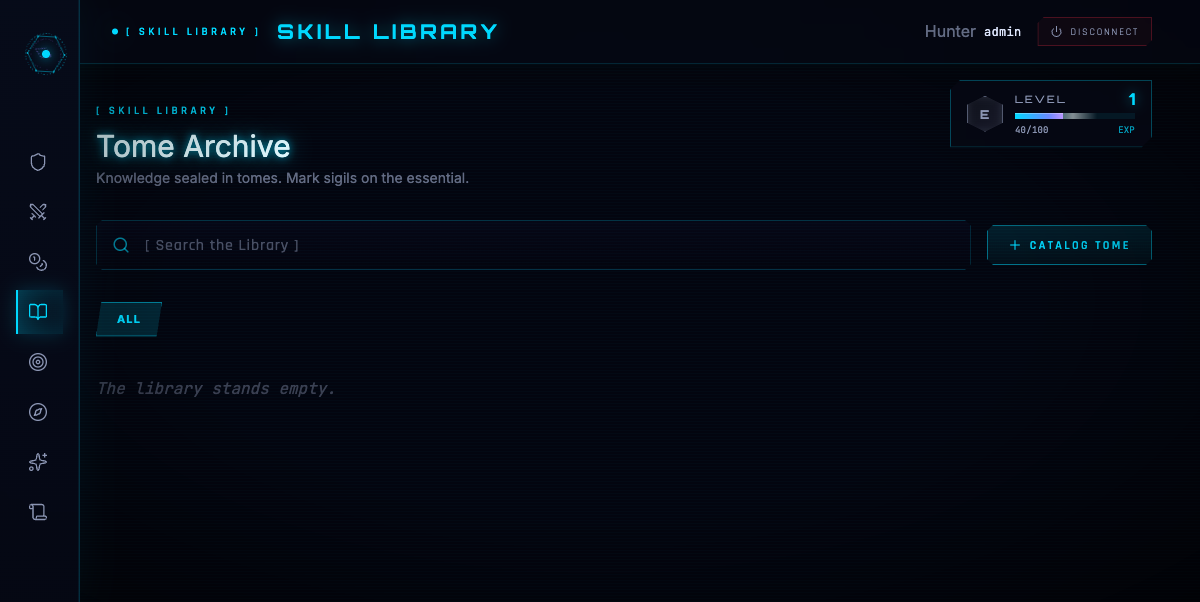 [ SKILL LIBRARY ] SKILL LIBRARY
Hunter admin
DISCONNECT
E
LEVEL 1
40/100 EXP
[ SKILL LIBRARY ]
Tome Archive
Knowledge sealed in tomes. Mark sigils on the essential.
[ Search the Library ]
+ CATALOG TOME
ALL
The library stands empty.